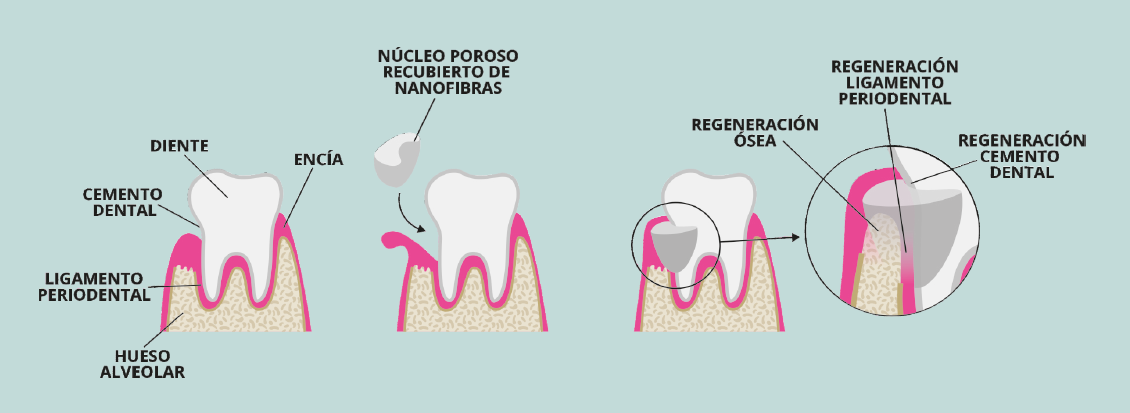 NÚCLEO POROSO
RECUBIERTO DE
NANOFIBRAS
DIENTE
ENCÍA
CEMENTO
DENTAL
LIGAMENTO
PERIODENTAL
HUESO
ALVEOLAR
REGENERACIÓN
LIGAMENTO
PERIODENTAL
REGENERACIÓN
ÓSEA
REGENERACIÓN
CEMENTO
DENTAL